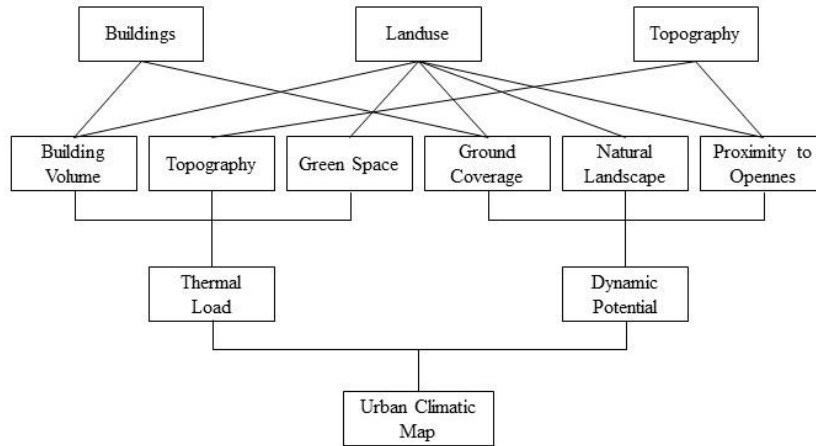 Buildings
Landuse
Topography
Building
Volume
Topography
Green Space
Ground
Coverage
Natural
Landscape
Proximity to
Opennes
Thermal
Load
Dynamic
Potential
Urban Climatic
Map